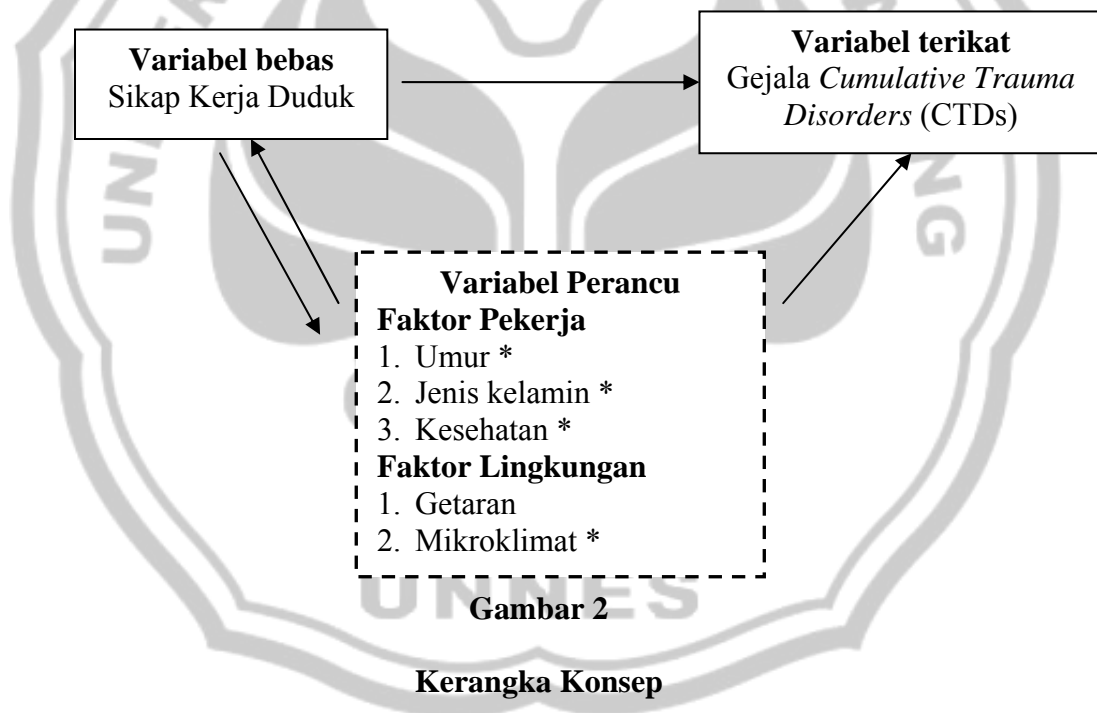 Variabel bebas
Sikap Kerja Duduk
Variabel terikat
Gejala Cumulative Trauma
Disorders (CTDs)
Variabel Perancu
Faktor Pekerja
1. Umur *
2. Jenis kelamin *
3. Kesehatan *
Faktor Lingkungan
1. Getaran
2. Mikroklimat *
UNNES
Gambar 2
Kerangka Konsep